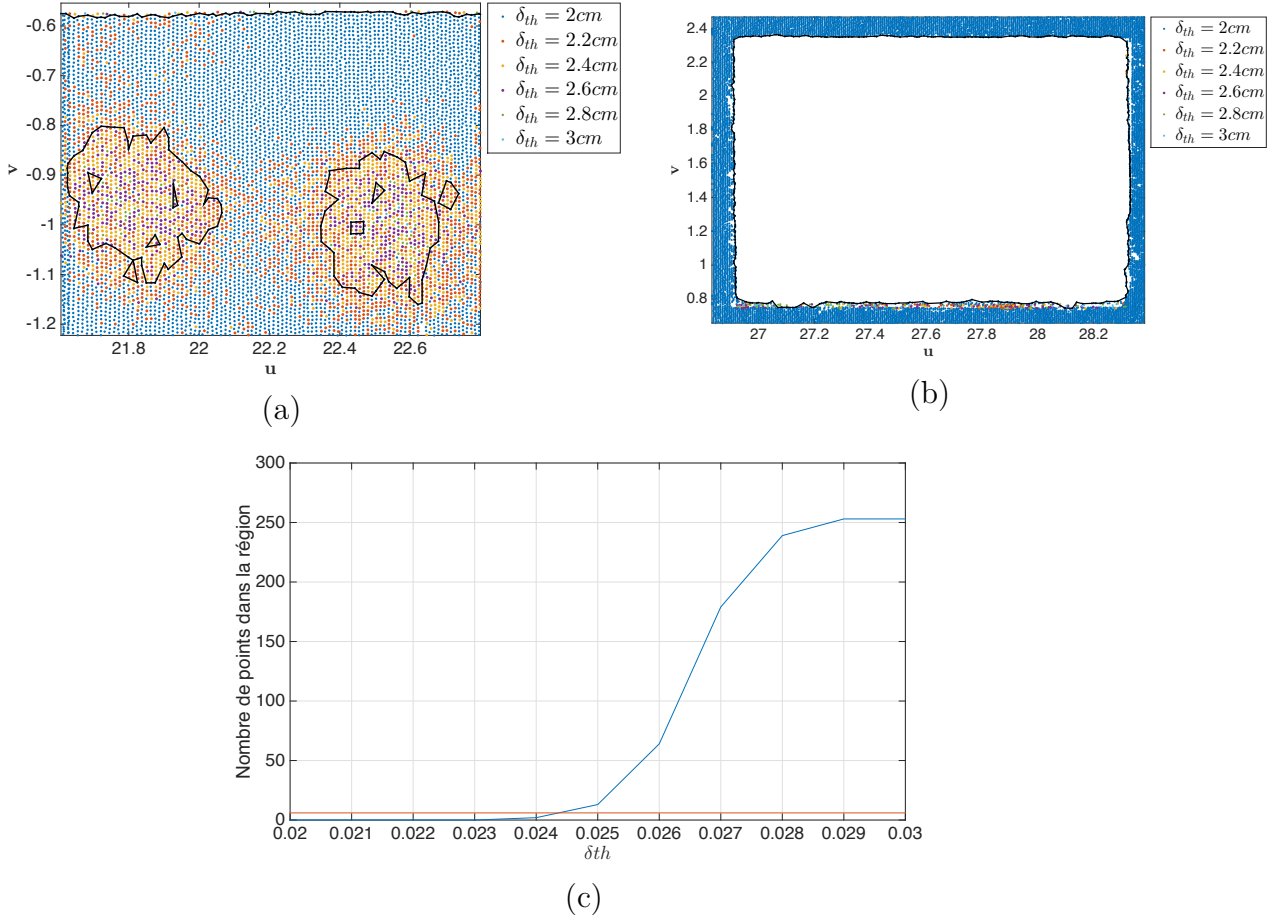 -0.6
-0.7
-0.8
-0.9
-1
-1.1
-1.2
v
21.8 22 22.2 22.4 22.6
u
δth = 2cm
δth = 2.2cm
δth = 2.4cm
δth = 2.6cm
δth = 2.8cm
δth = 3cm
(a)
2.4
2.2
2
1.8
1.6
1.4
1.2
1
0.8
v
27 27.2 27.4 27.6 27.8 28 28.2
u
δth = 2cm
δth = 2.2cm
δth = 2.4cm
δth = 2.6cm
δth = 2.8cm
δth = 3cm
(b)
300
250
200
150
100
50
0
Nombre de points dans la région
0.02 0.021 0.022 0.023 0.024 0.025 0.026 0.027 0.028 0.029 0.03
δth
(c)